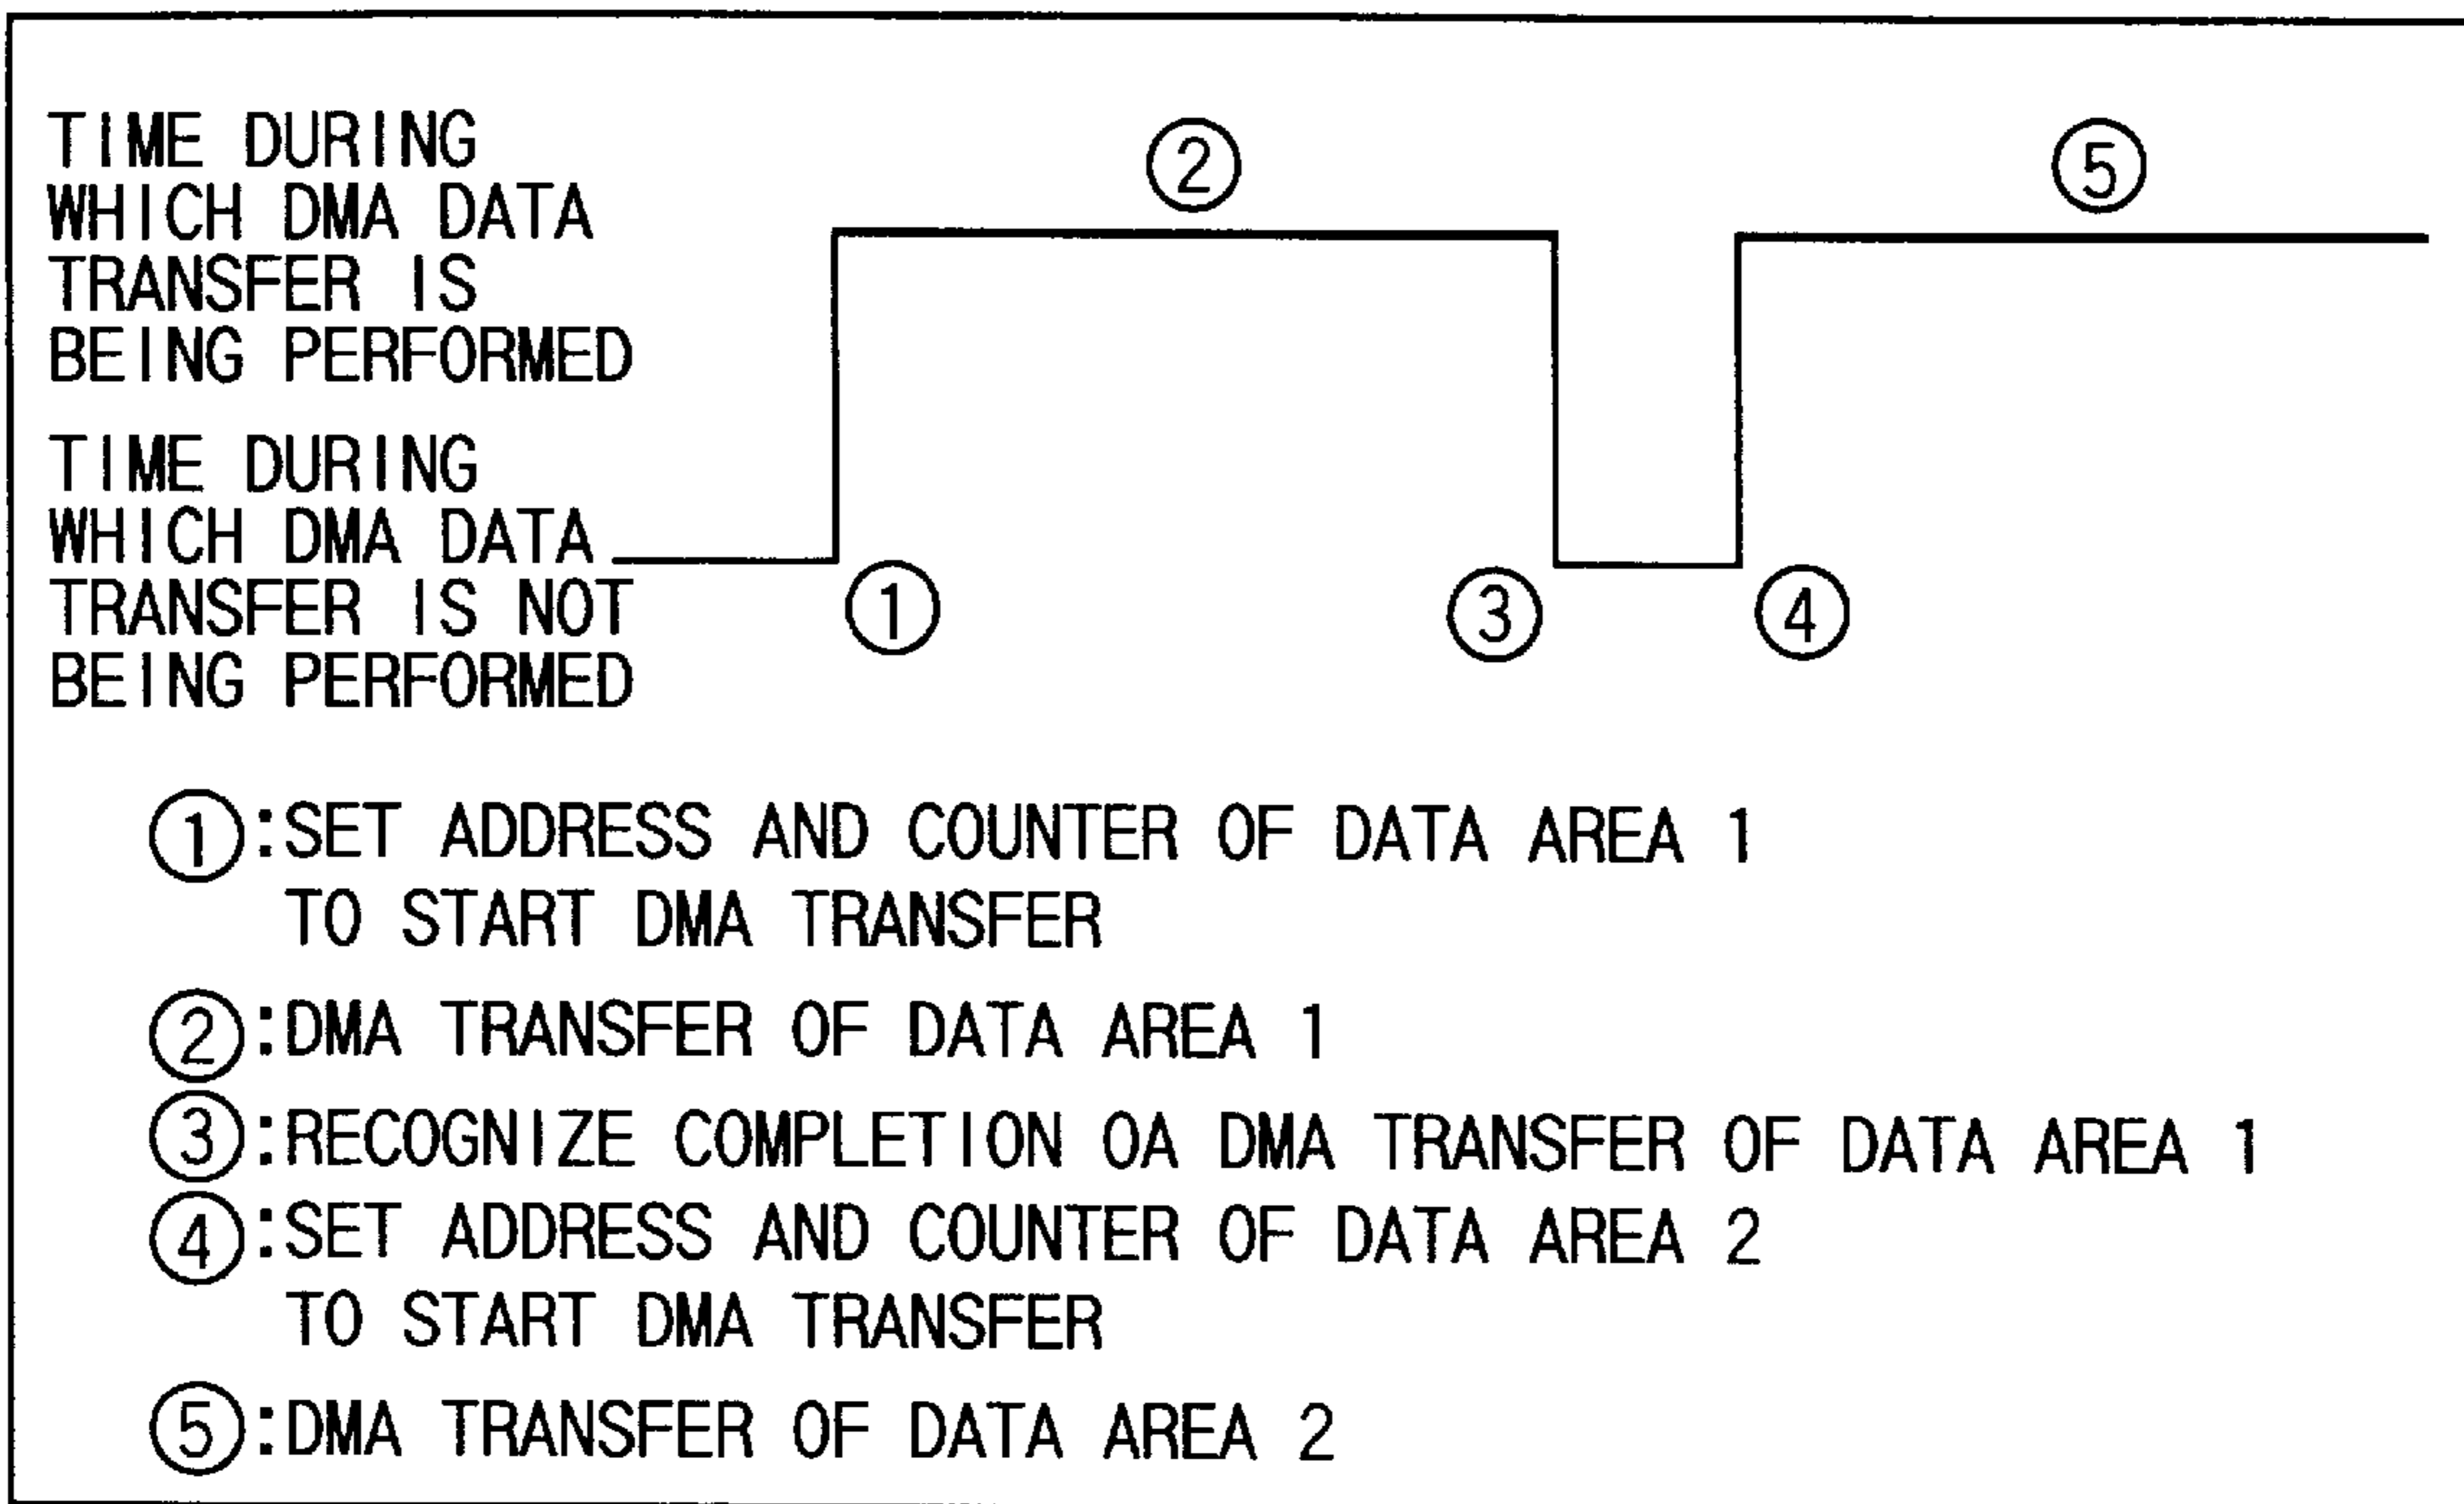 TIME DURING
WHICH DMA DATA
TRANSFER IS
BEING PERFORMED
② ⑤
TIME DURING
WHICH DMA DATA
TRANSFER IS NOT
BEING PERFORMED
① ③ ④
①:SET ADDRESS AND COUNTER OF DATA AREA 1
TO START DMA TRANSFER
②:DMA TRANSFER OF DATA AREA 1
③:RECOGNIZE COMPLETION OA DMA TRANSFER OF DATA AREA 1
④:SET ADDRESS AND COUNTER OF DATA AREA 2
TO START DMA TRANSFER
⑤:DMA TRANSFER OF DATA AREA 2